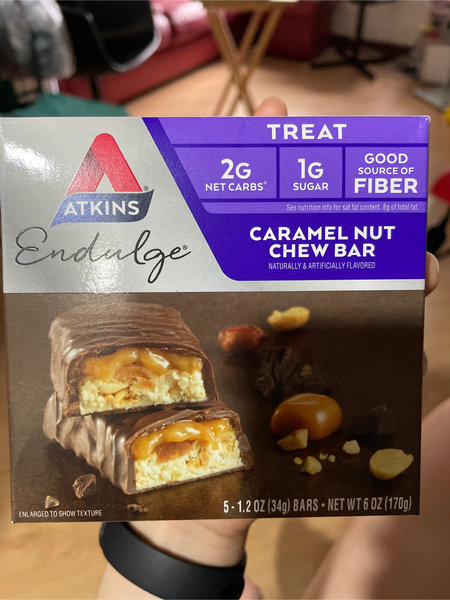 TREAT
2G
NET CARBS
1G
SUGAR
GOOD
SOURCE OF
FIBER
See nutrition info for sat fat content. 8g of total fat.
ATKINS®
Endulge®
CARAMEL NUT
CHEW BAR
NATURALLY & ARTIFICIALLY FLAVORED
ENLARGED TO SHOW TEXTURE
5 - 1.2 OZ (34g) BARS • NET WT 6 OZ (170g)